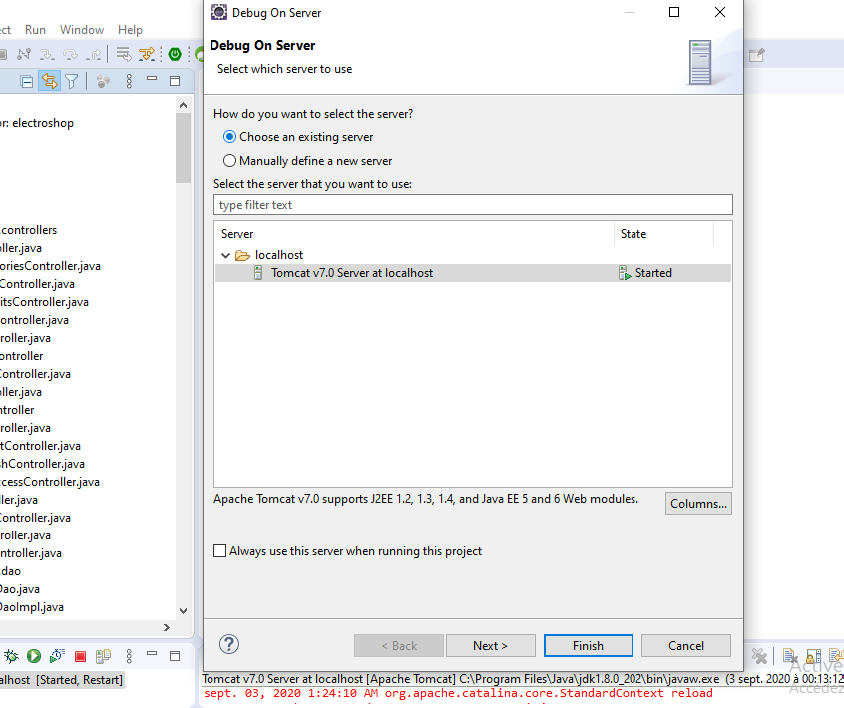 Debug On Server
ect Run Window Help
Debug On Server
Select which server to use
or: electroshop
How do you want to select the server?
Choose an existing server
Manually define a new server
Select the server that you want to use:
type filter text
Server State
localhost
Tomcat v7.0 Server at localhost Started
.controllers
ller.java
oriesController.java
Controller.java
itsController.java
ontroller.java
roller.java
ontroller
Controller.java
ller.java
ntroller
roller.java
tController.java
shController.java
ccessController.java
ller.java
Controller.java
roller.java
ntroller.java
.dao
Dao.java
DaoImpl.java
Apache Tomcat v7.0 supports J2EE 1.2, 1.3, 1.4, and Java EE 5 and 6 Web modules.
Columns...
Always use this server when running this project
< Back Next > Finish Cancel
alhost [Started, Restart]
Tomcat v7.0 Server at localhost [Apache Tomcat] C:\Program Files\Java\jdk1.8.0_202\bin\javaw.exe (3 sept. 2020 à 00:13:12
sept. 03, 2020 1:24:10 AM org.apache.catalina.core.StandardContext reload
Active
Accédez